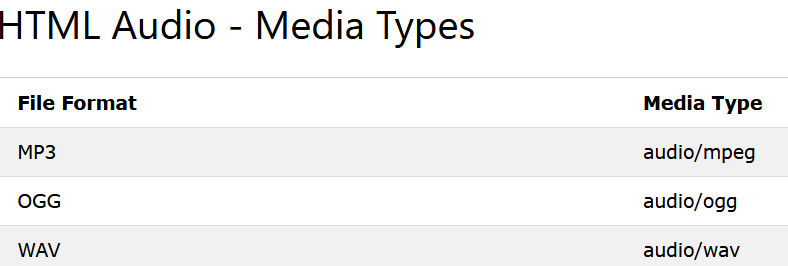 HTML Audio - Media Types
File Format Media Type
MP3 audio/mpeg
OGG audio/ogg
WAV audio/wav